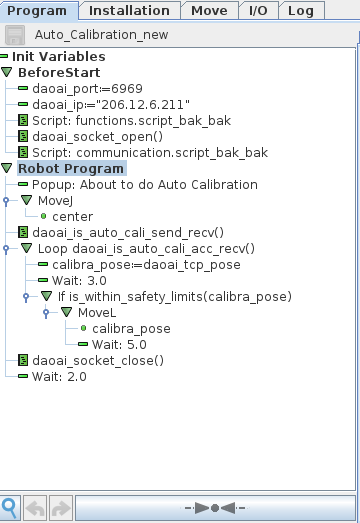 Program Installation Move I/O Log
Auto_Calibration_new
Init Variables
BeforeStart
daoai_port≔6969
daoai_ip≔"206.12.6.211"
Script: functions.script_bak_bak
daoai_socket_open()
Script: communication.script_bak_bak
Robot Program
Popup: About to do Auto Calibration
MoveJ
center
daoai_is_auto_cali_send_recv()
Loop daoai_is_auto_cali_acc_recv()
calibra_pose≔daoai_tcp_pose
Wait: 3.0
If is_within_safety_limits(calibra_pose)
MoveL
calibra_pose
Wait: 5.0
daoai_socket_close()
Wait: 2.0